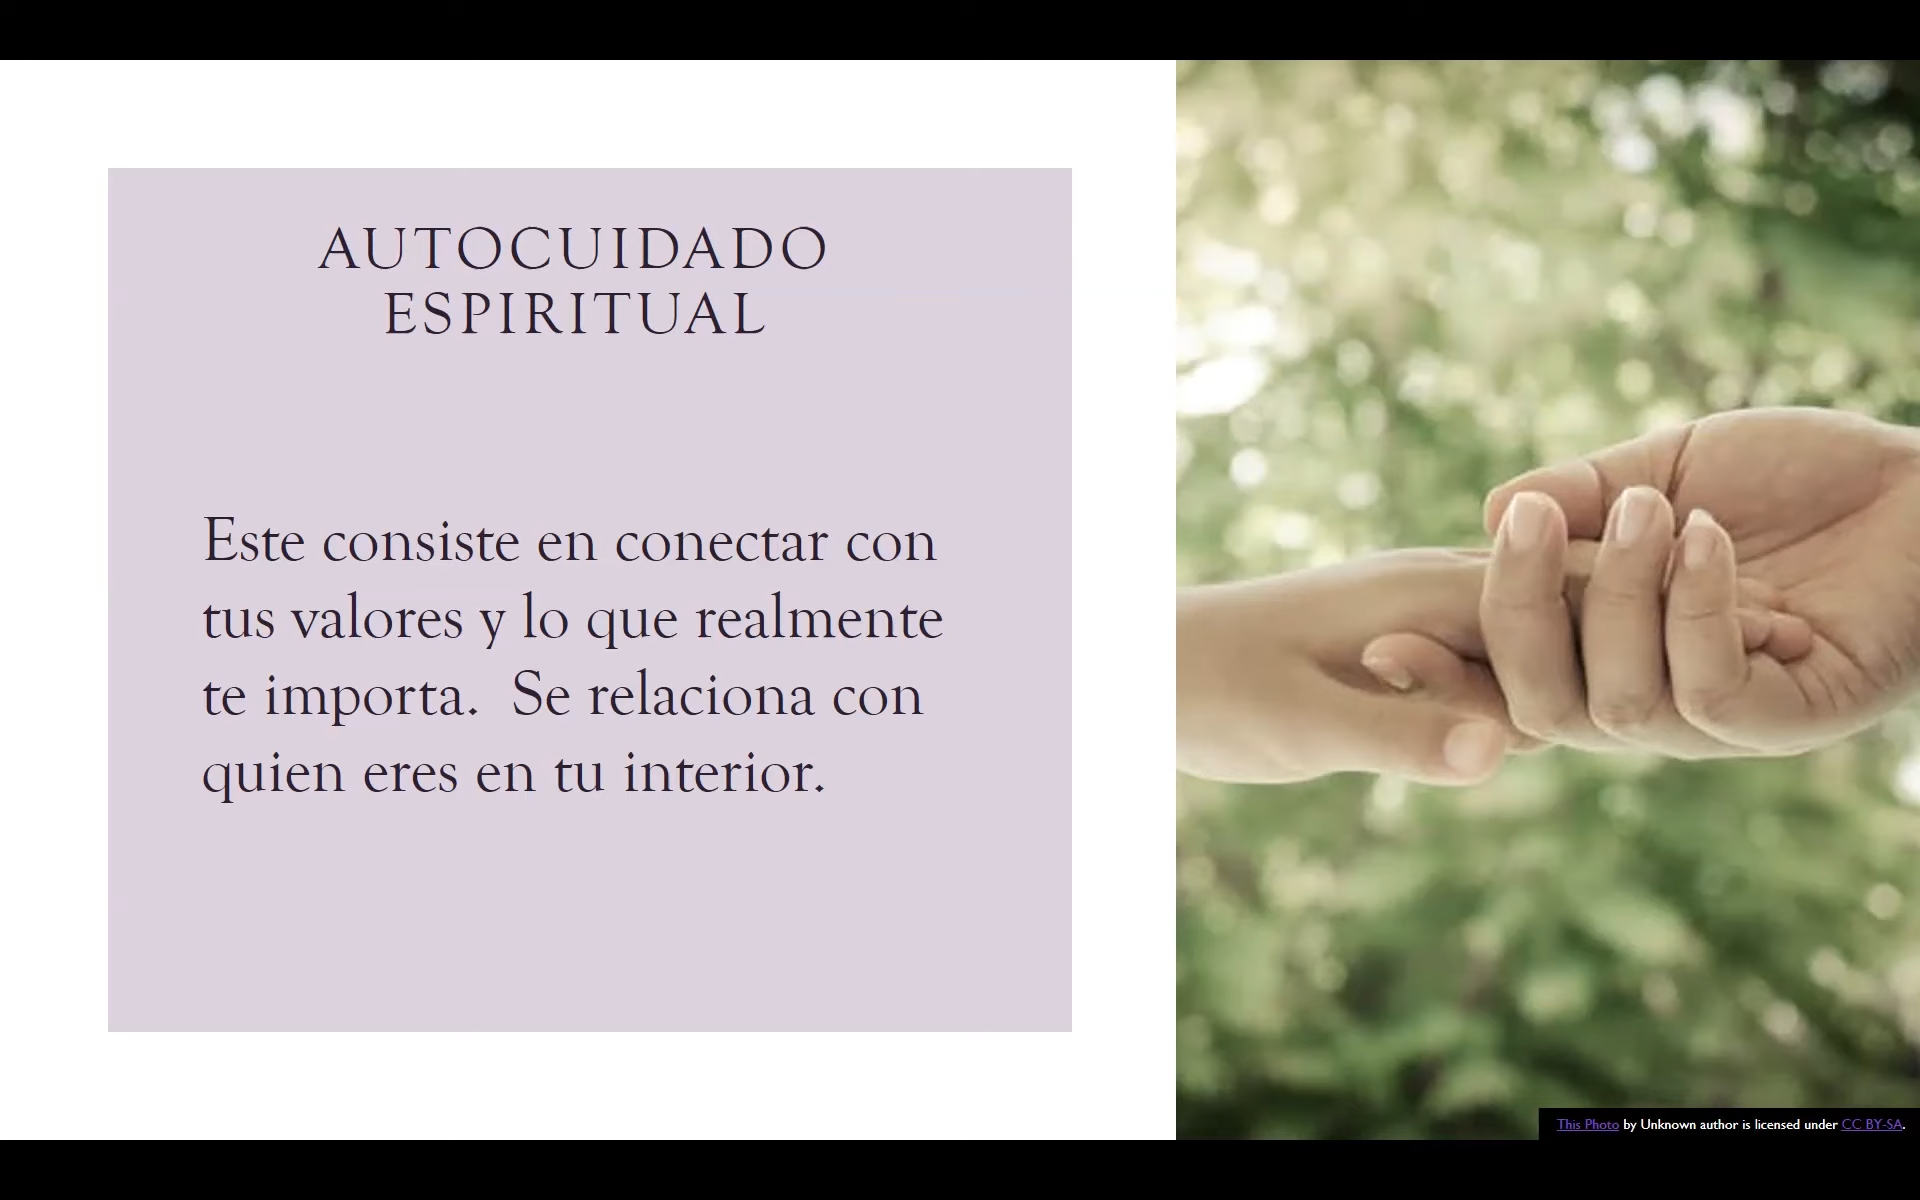 AUTOCUIDADO
ESPIRITUAL
Este consiste en conectar con
tus valores y lo que realmente
te importa.  Se relaciona con
quien eres en tu interior.
This Photo by Unknown author is licensed under CC BY-SA.